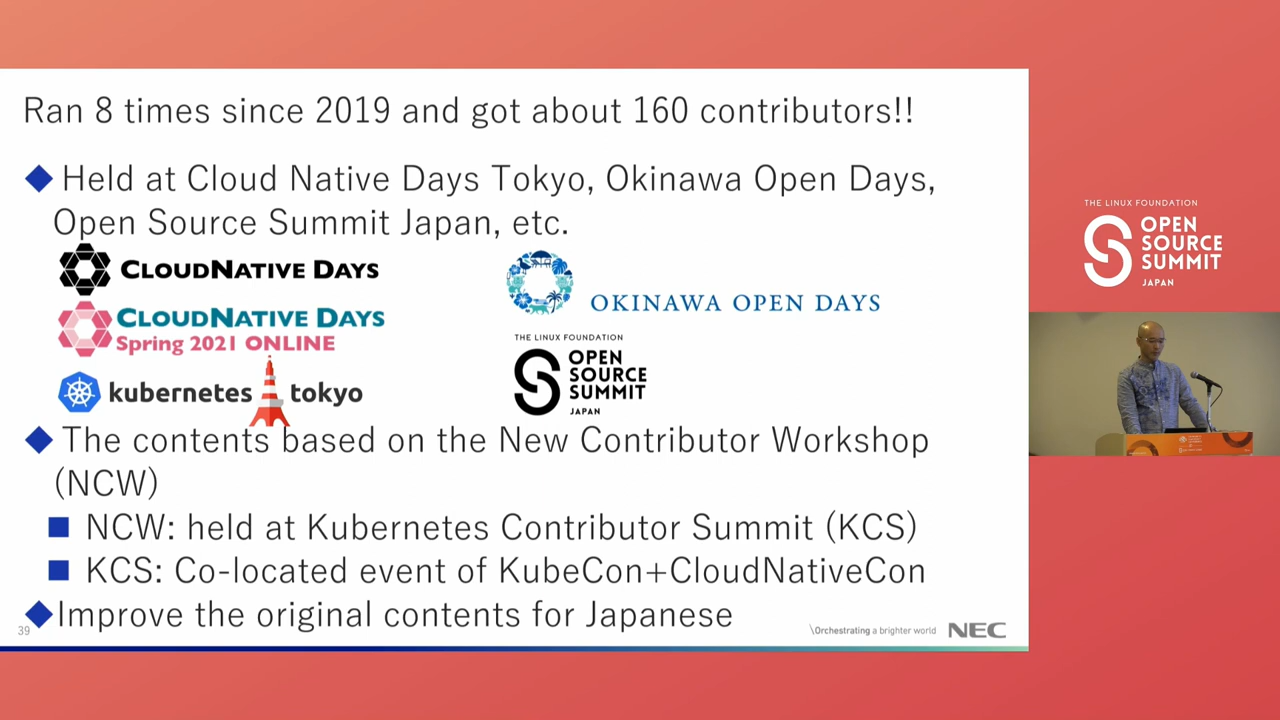 Ran 8 times since 2019 and got about 160 contributors!!
Held at Cloud Native Days Tokyo, Okinawa Open Days,
Open Source Summit Japan, etc.
CLOUDNATIVE DAYS
CLOUDNATIVE DAYS
Spring 2021 ONLINE
kubernetes tokyo
OKINAWA OPEN DAYS
THE LINUX FOUNDATION
OPEN
SOURCE
SUMMIT
JAPAN
The contents based on the New Contributor Workshop
(NCW)
NCW: held at Kubernetes Contributor Summit (KCS)
KCS: Co-located event of KubeCon+CloudNativeCon
Improve the original contents for Japanese
39
\Orchestrating a brighter world
NEC
THE LINUX FOUNDATION
OPEN
SOURCE
SUMMIT
JAPAN